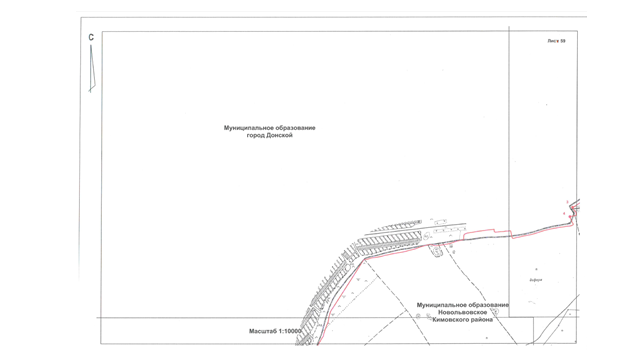 С
Лист 59
Муниципальное образование
город Донской
Муниципальное образование
Новольвовское
Кимовского района
Масштаб 1:10000